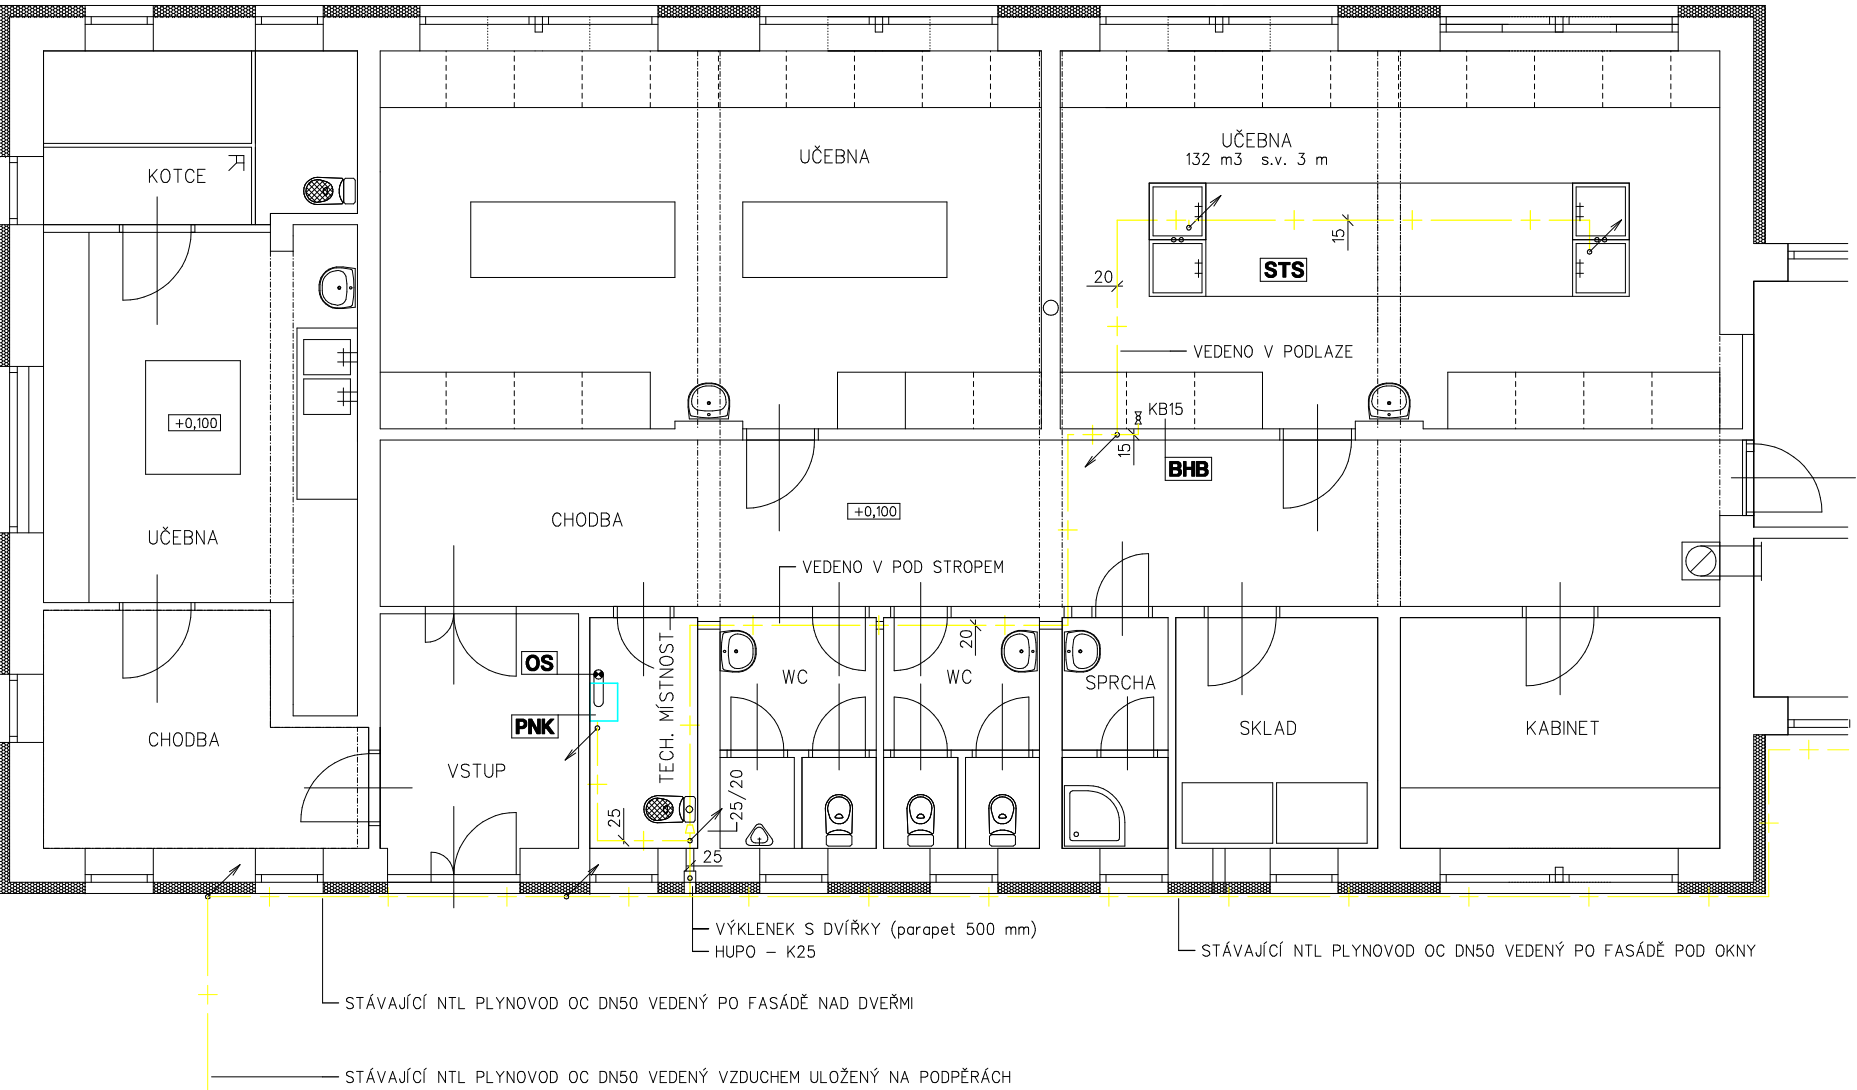 UČEBNA
132 m3 s.v. 3 m
UČEBNA
KOTCE
15
STS
20
VEDENO V PODLAZE
KB15
+0,100
15
BHB
+0,100
CHODBA
UČEBNA
VEDENO V POD STROPEM
20
OS
TECH. MÍSTNOST
WC
WC
SPRCHA
PNK
SKLAD
KABINET
CHODBA
VSTUP
25/20
25
25
VÝKLENEK S DVÍŘKY (parapet 500 mm)
HUPO – K25
STÁVAJÍCÍ NTL PLYNOVOD OC DN50 VEDENÝ PO FASÁDĚ POD OKNY
STÁVAJÍCÍ NTL PLYNOVOD OC DN50 VEDENÝ PO FASÁDĚ NAD DVEŘMI
STÁVAJÍCÍ NTL PLYNOVOD OC DN50 VEDENÝ VZDUCHEM ULOŽENÝ NA PODPĚRÁCH